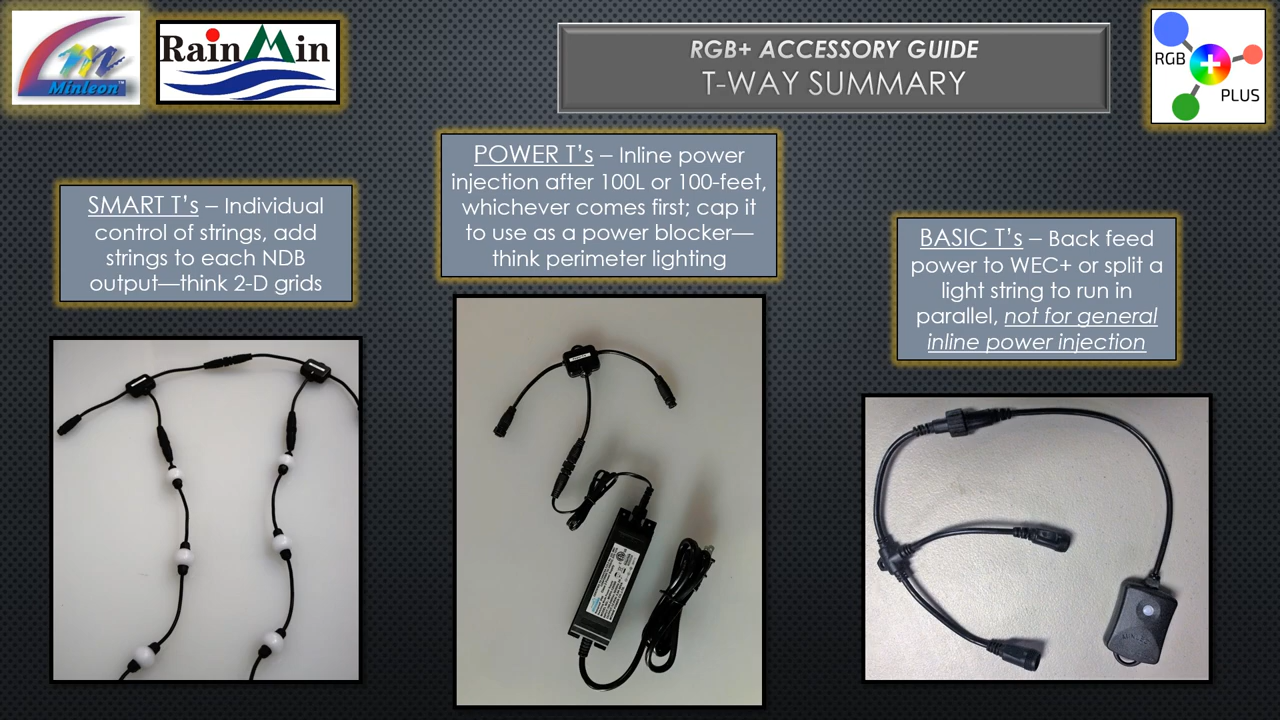 Minleon
RainMin
RGB+ ACCESSORY GUIDE
T-WAY SUMMARY
RGB
+
PLUS
SMART T’s – Individual
control of strings, add
strings to each NDB
output—think 2-D grids
POWER T’s – Inline power
injection after 100L or 100-feet,
whichever comes first; cap it
to use as a power blocker—
think perimeter lighting
BASIC T’s – Back feed
power to WEC+ or split a
light string to run in
parallel, not for general
inline power injection